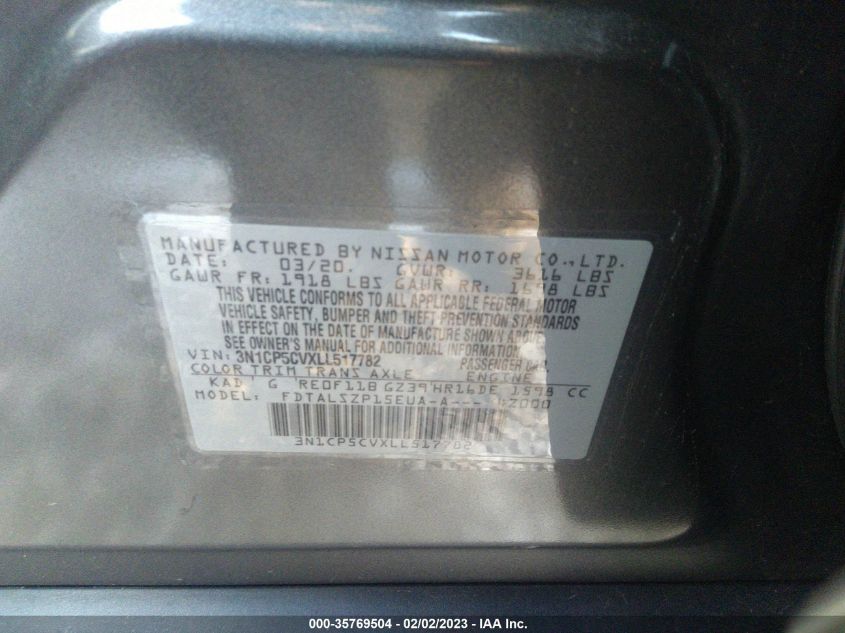 MANUFACTURED BY NISSAN MOTOR CO., LTD.
DATE: 03/20. GVWR: 3616 LBS
GAWR FR: 1918 LBS GAWR RR: 1698 LBS
THIS VEHICLE CONFORMS TO ALL APPLICABLE FEDERAL MOTOR
VEHICLE SAFETY, BUMPER AND THEFT PREVENTION STANDARDS
IN EFFECT ON THE DATE OF MANUFACTURE SHOWN ABOVE.
SEE OWNER'S MANUAL FOR ADDITIONAL INFORMATION.
VIN: 3N1CP5CVXLL517782 PASSENGER CAR.
COLOR TRIM TRANS AXLE ENGINE
KAD G RE0F11B GZ39 HR16DE 1598 CC
MODEL: FDTALSZP15EUA-A---
3N1CP5CVXLL517782
000-35769504 - 02/02/2023 - IAA Inc.